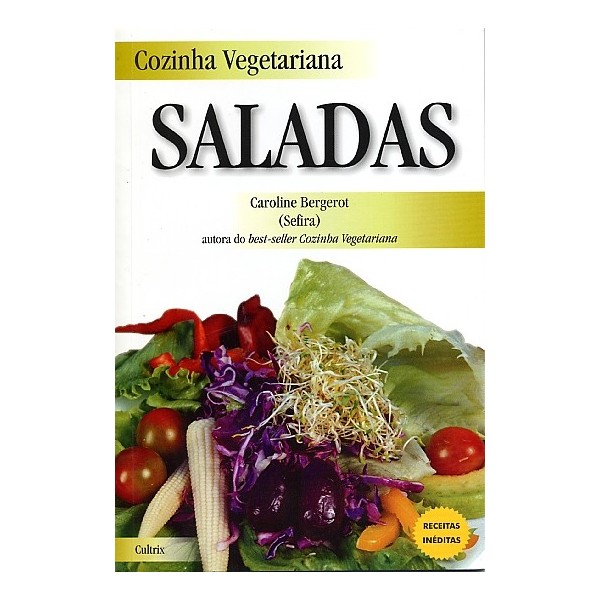 Cozinha Vegetariana
SALADAS
Caroline Bergerot
(Sefira)
autora do best-seller Cozinha Vegetariana
RECEITAS
INÉDITAS
Cultrix